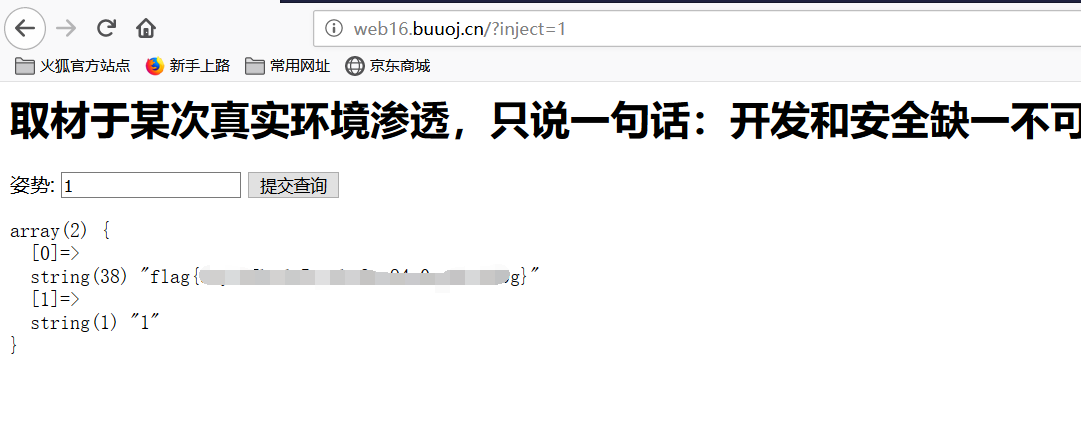 web16.buuoj.cn/?inject=1
火狐官方站点 新手上路 常用网址 京东商城
取材于某次真实环境渗透，只说一句话：开发和安全缺一不可
姿势: 1 提交查询
array(2) {
[0]=>
string(38) "flag{ g}"
[1]=>
string(1) "1"
}